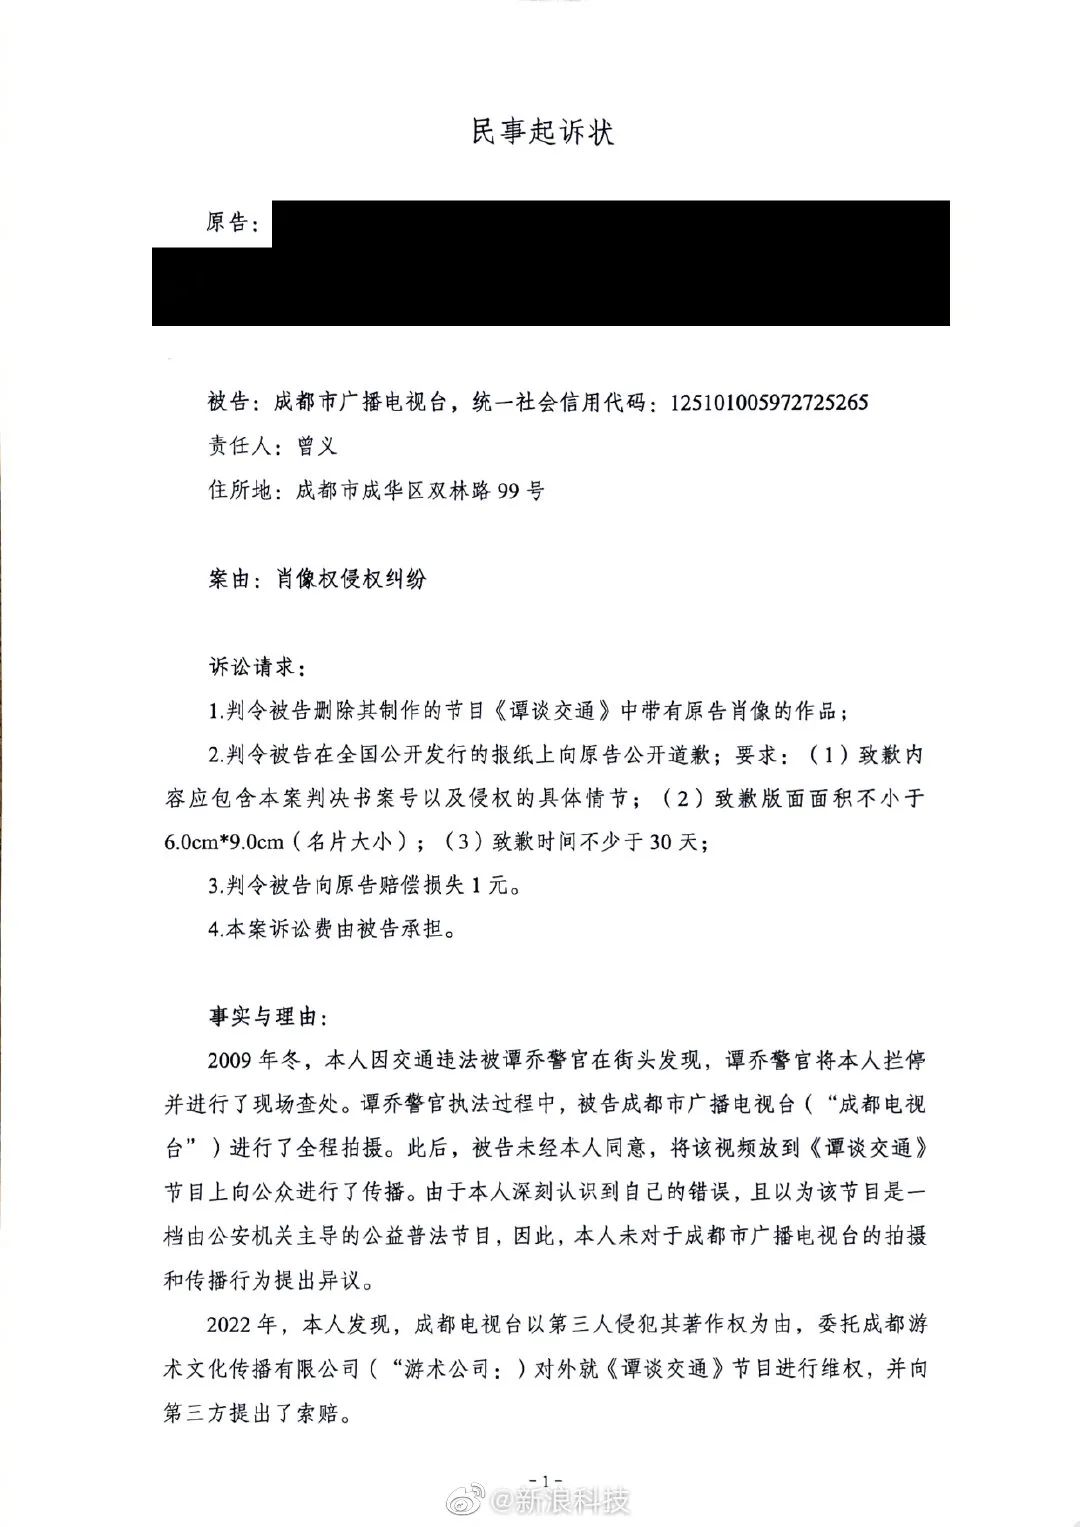 民事起诉状
原告：
被告：成都市广播电视台，统一社会信用代码：125101005972725265
责任人：曾义
住所地：成都市成华区双林路 99 号
案由：肖像权侵权纠纷
诉讼请求：
1.判令被告删除其制作的节目《谭谈交通》中带有原告肖像的作品；
2.判令被告在全国公开发行的报纸上向原告公开道歉；要求：（1）致歉内
容应包含本案判决书案号以及侵权的具体情节；（2）致歉版面面积不小于
6.0cm*9.0cm（名片大小）；（3）致歉时间不少于 30 天；
3.判令被告向原告赔偿损失 1 元。
4.本案诉讼费由被告承担。
事实与理由：
2009 年冬，本人因交通违法被谭乔警官在街头发现，谭乔警官将本人拦停
并进行了现场查处。谭乔警官执法过程中，被告成都市广播电视台（“成都电视
台”）进行了全程拍摄。此后，被告未经本人同意，将该视频放到《谭谈交通》
节目上向公众进行了传播。由于本人深刻认识到自己的错误，且以为该节目是一
档由公安机关主导的公益普法节目，因此，本人未对于成都市广播电视台的拍摄
和传播行为提出异议。
2022 年，本人发现，成都电视台以第三人侵犯其著作权为由，委托成都游
术文化传播有限公司（“游术公司：）对外就《谭谈交通》节目进行维权，并向
第三方提出了索赔。
- 1 -
@新浪科技